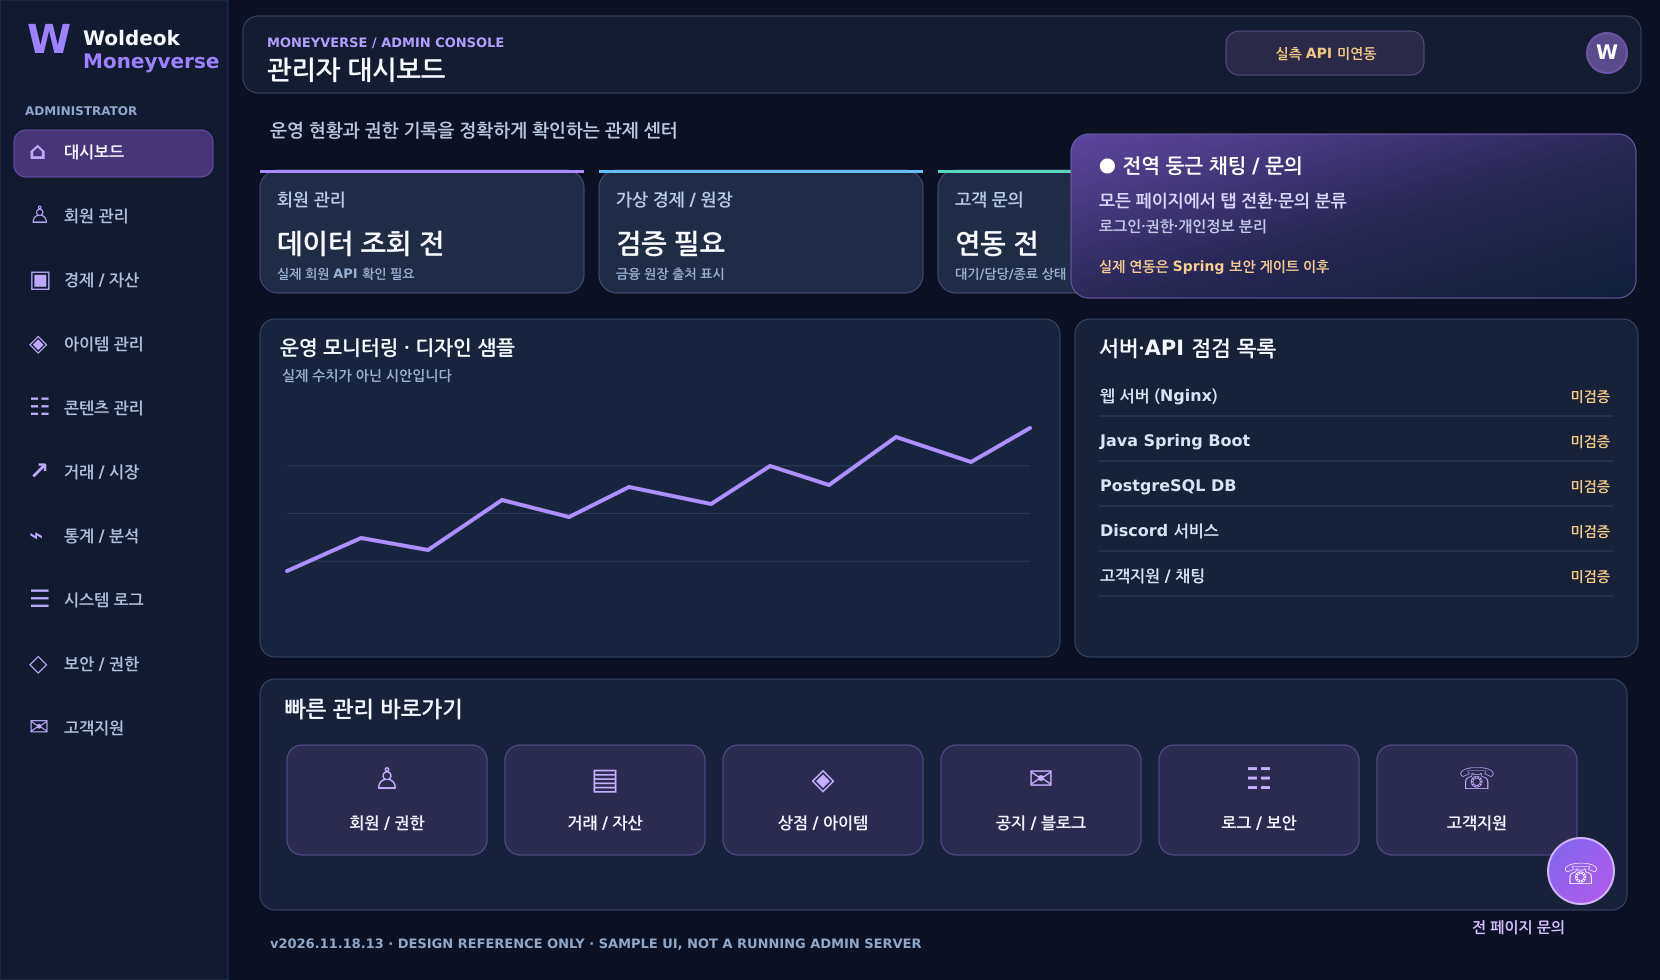 W
Woldeok
Moneyverse
ADMINISTRATOR
대시보드
회원 관리
경제 / 자산
아이템 관리
콘텐츠 관리
거래 / 시장
통계 / 분석
시스템 로그
보안 / 권한
고객지원
MONEYVERSE / ADMIN CONSOLE
관리자 대시보드
실측 API 미연동
W
운영 현황과 권한 기록을 정확하게 확인하는 관제 센터
회원 관리
데이터 조회 전
실제 회원 API 확인 필요
가상 경제 / 원장
검증 필요
금융 원장 출처 표시
고객 문의
연동 전
대기/담당/종료 상태
● 전역 둥근 채팅 / 문의
모든 페이지에서 탭 전환·문의 분류
로그인·권한·개인정보 분리
실제 연동은 Spring 보안 게이트 이후
운영 모니터링 · 디자인 샘플
실제 수치가 아닌 시안입니다
서버·API 점검 목록
웹 서버 (Nginx) 미검증
Java Spring Boot 미검증
PostgreSQL DB 미검증
Discord 서비스 미검증
고객지원 / 채팅 미검증
빠른 관리 바로가기
회원 / 권한
거래 / 자산
상점 / 아이템
공지 / 블로그
로그 / 보안
고객지원
전 페이지 문의
v2026.11.18.13 · DESIGN REFERENCE ONLY · SAMPLE UI, NOT A RUNNING ADMIN SERVER